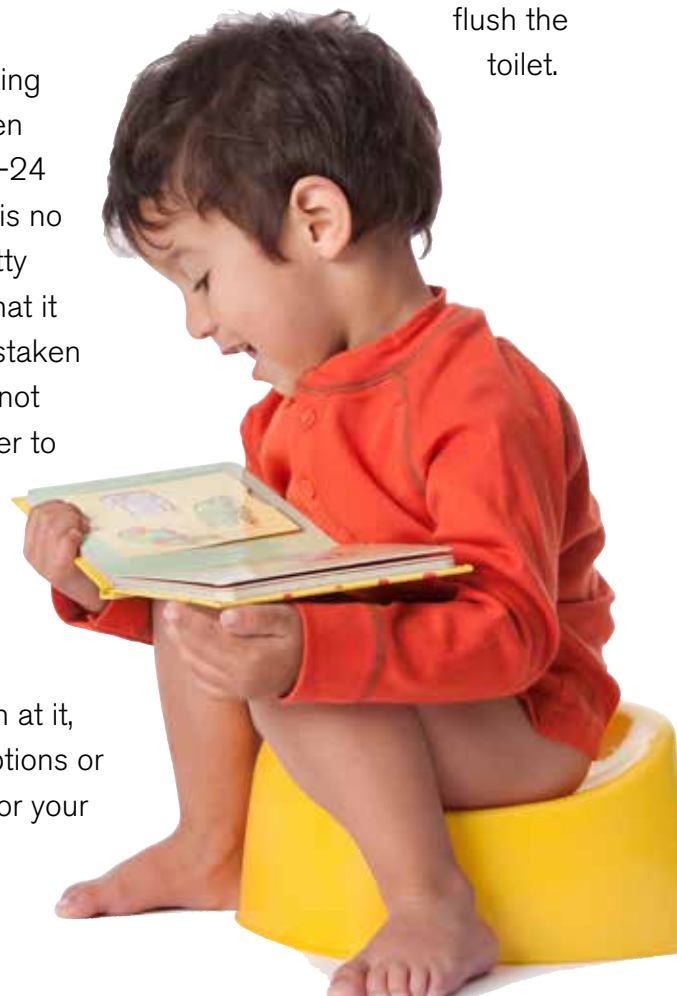 flush the
toilet.
ing
en
-24
is no
tty
hat it
staken
not
er to
n at it,
otions or
or your